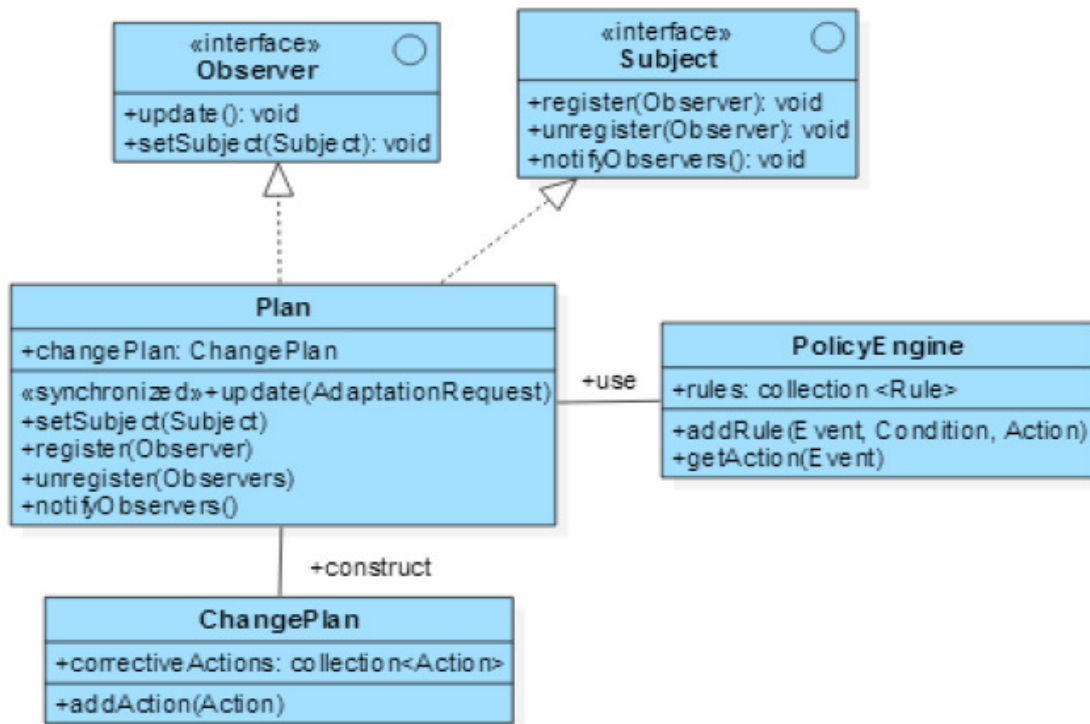 «interface»
Observer
+update(): void
+setSubject(Subject): void
«interface»
Subject
+register(Observer): void
+unregister(Observer): void
+notifyObservers(): void
Plan
+changePlan: ChangePlan
«synchronized»+update(AdaptationRequest)
+setSubject(Subject)
+register(Observer)
+unregister(Observers)
+notifyObservers()
+use
PolicyEngine
+rules: collection <Rule>
+addRule(Event, Condition, Action)
+getAction(Event)
+construct
ChangePlan
+correctiveActions: collection<Action>
+addAction(Action)